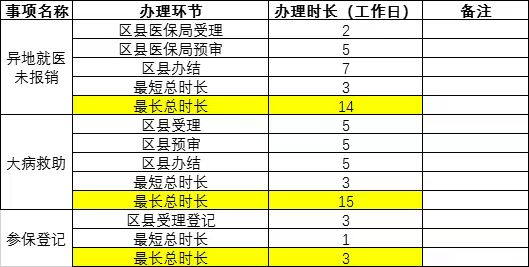 事项名称 办理环节 办理时长（工作日） 备注
异地就医未报销 区县医保局受理 2
区县医保局预审 5
区县办结 7
最短总时长 3
最长总时长 14
大病救助 区县受理 5
区县预审 5
区县办结 5
最短总时长 3
最长总时长 15
参保登记 区县受理登记 3
最短总时长 1
最长总时长 3